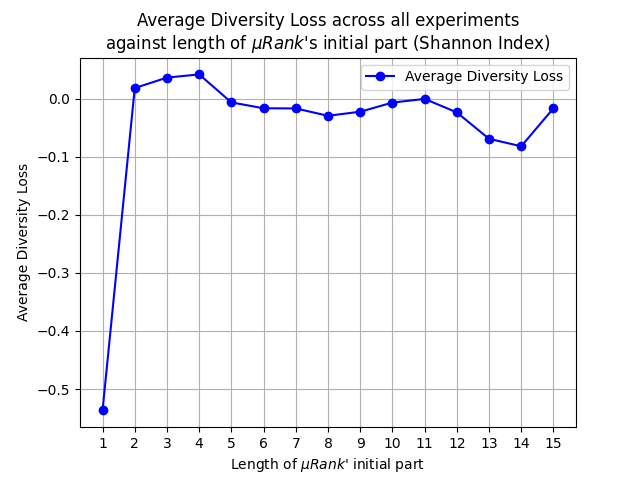 Average Diversity Loss across all experiments
against length of μRank's initial part (Shannon Index)
Average Diversity Loss
0.0
−0.1
−0.2
−0.3
−0.4
−0.5
Average Diversity Loss
1 2 3 4 5 6 7 8 9 10 11 12 13 14 15
Length of μRank' initial part